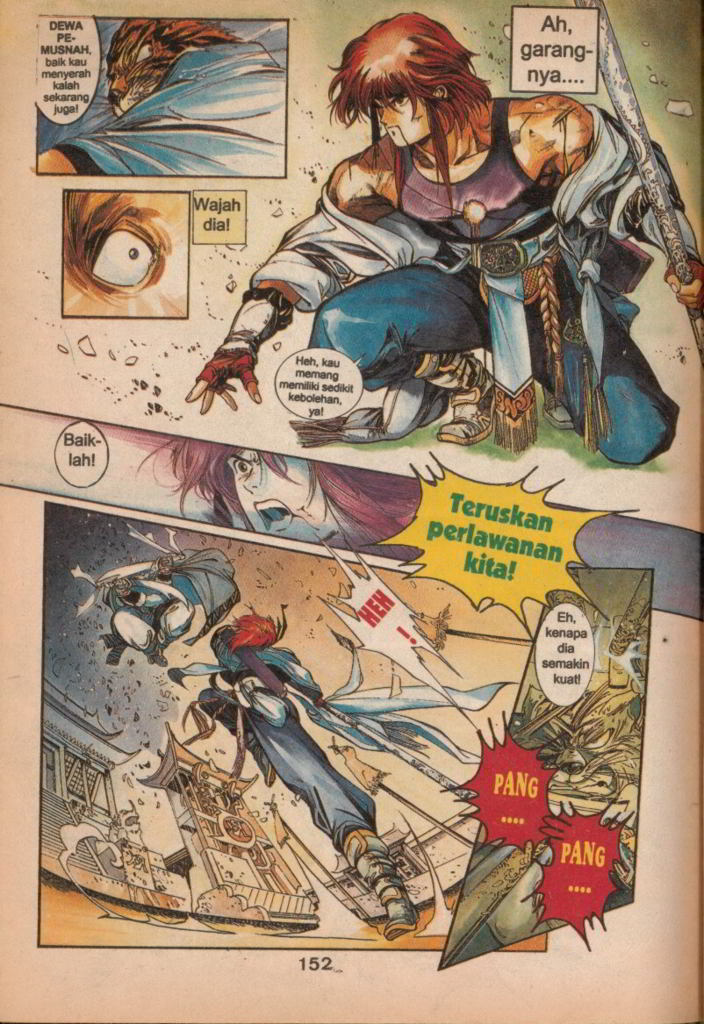 DEWA
PE-
MUSNAH,
baik kau
menyerah
kalah
sekarang
juga!
Ah,
garang-
nya....
Wajah
dia!
Heh, kau
memang
memiliki sedikit
kebolehan,
ya!
Baik-
lah!
Teruskan
perlawanan
kita!
HEH
!
Eh,
kenapa
dia
semakin
kuat!
PANG
....
PANG
....
152